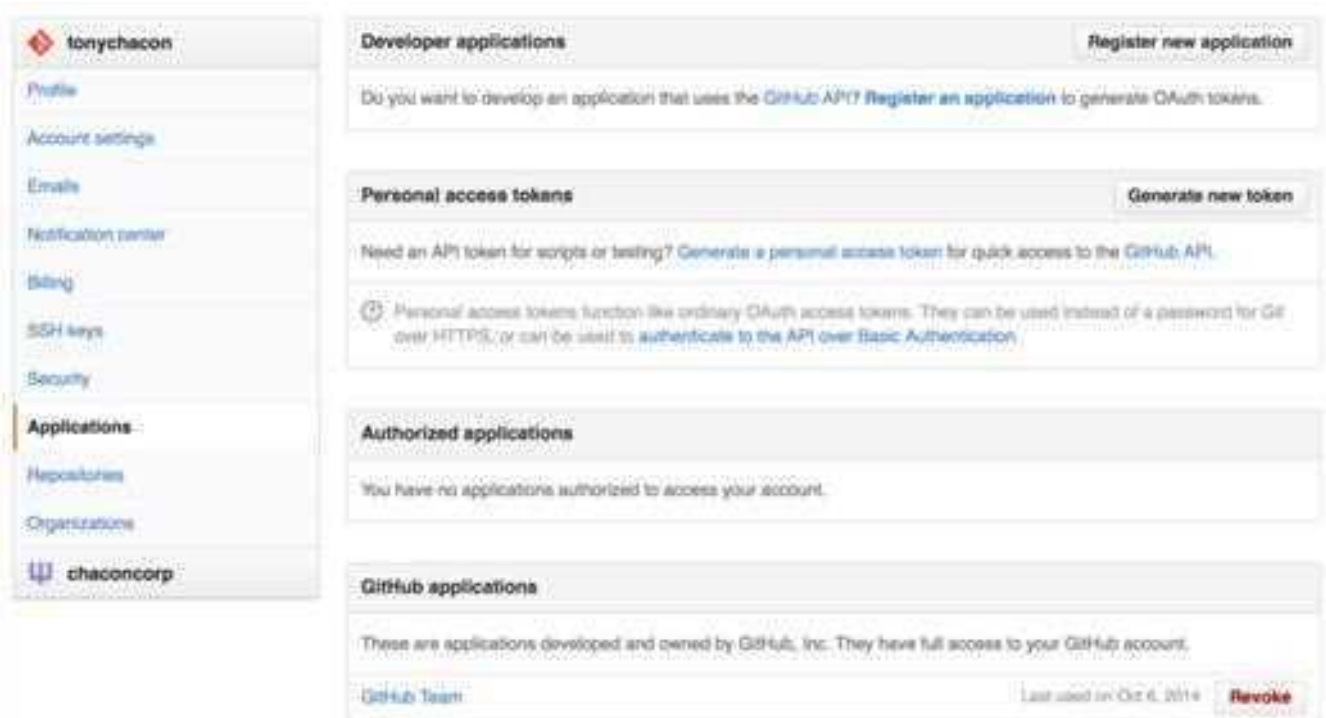 tonychacon
Profile
Account settings
Emails
Notification center
Billing
SSH keys
Security
Applications
Repositories
Organizations
chaconcorp
Developer applications
Register new application
Do you want to develop an application that uses the GitHub API? Register an application to generate OAuth tokens.
Personal access tokens
Generate new token
Need an API token for scripts or testing? Generate a personal access token for quick access to the GitHub API.
Personal access tokens function like ordinary OAuth access tokens. They can be used instead of a password for Git
over HTTPS, or can be used to authenticate to the API over Basic Authentication.
Authorized applications
You have no applications authorized to access your account.
GitHub applications
These are applications developed and owned by GitHub, Inc. They have full access to your GitHub account.
GitHub Team
Last used on Oct 6, 2014
Revoke